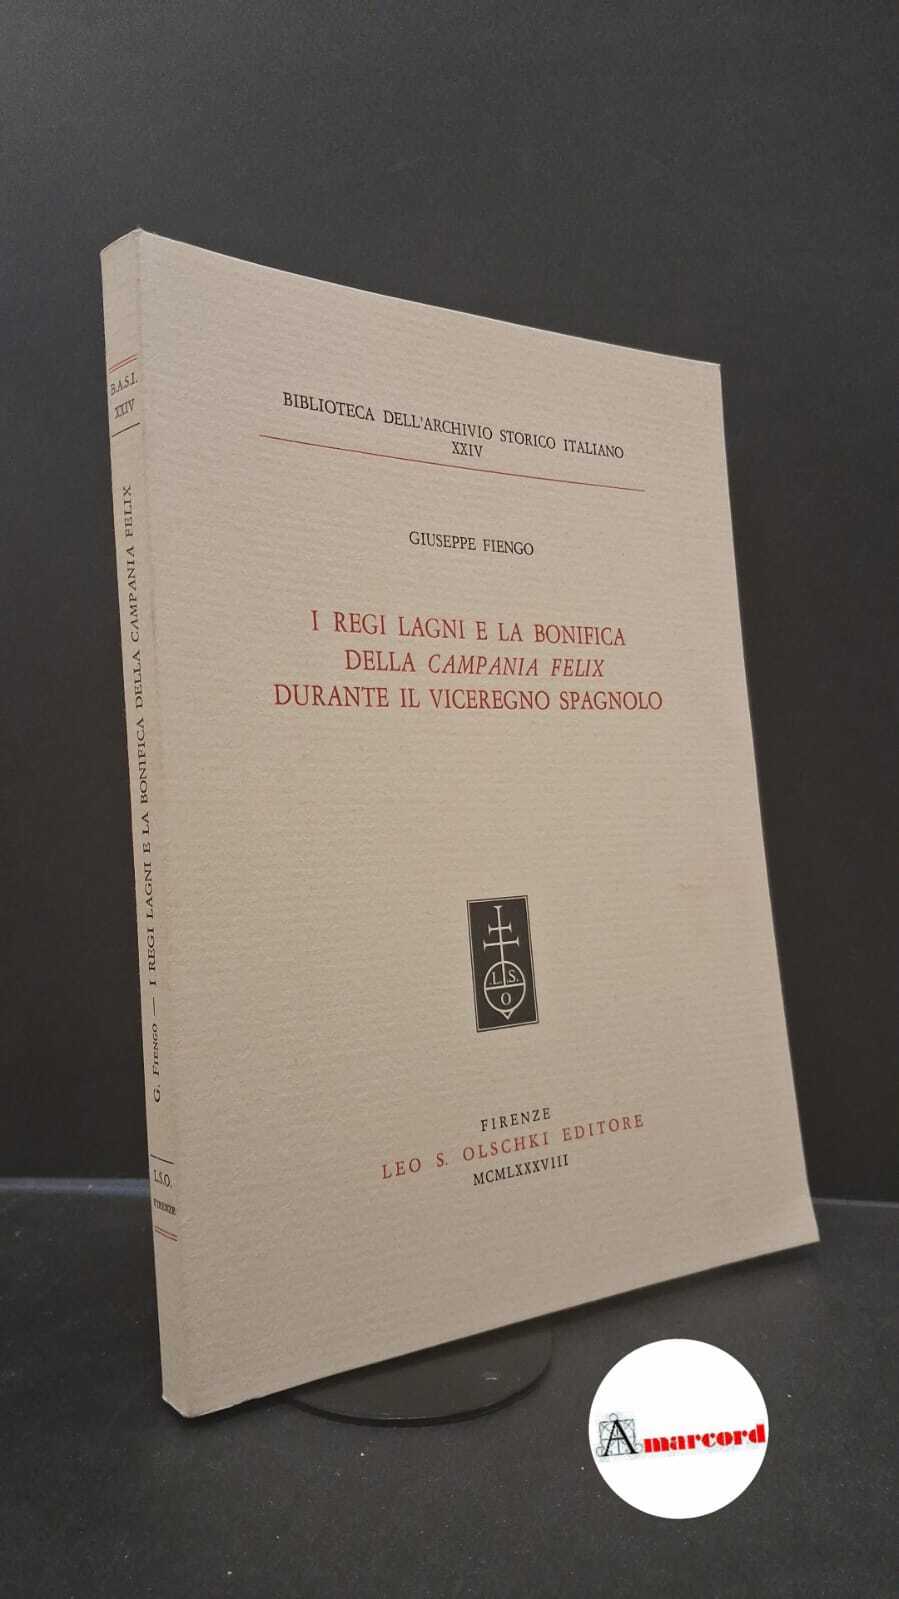 BIBLIOTECA DELL'ARCHIVIO STORICO ITALIANO
XXIV
GIUSEPPE FIENGO
I REGI LAGNI E LA BONIFICA
DELLA CAMPANIA FELIX
DURANTE IL VICEREGNO SPAGNOLO
L.S.
O
FIRENZE
LEO S. OLSCHKI EDITORE
MCMLXXXVIII
B.A.S.I.
XXIV
G. FIENGO — I REGI LAGNI E LA BONIFICA DELLA CAMPANIA FELIX
L.S.O.
FIRENZE
Amarcord